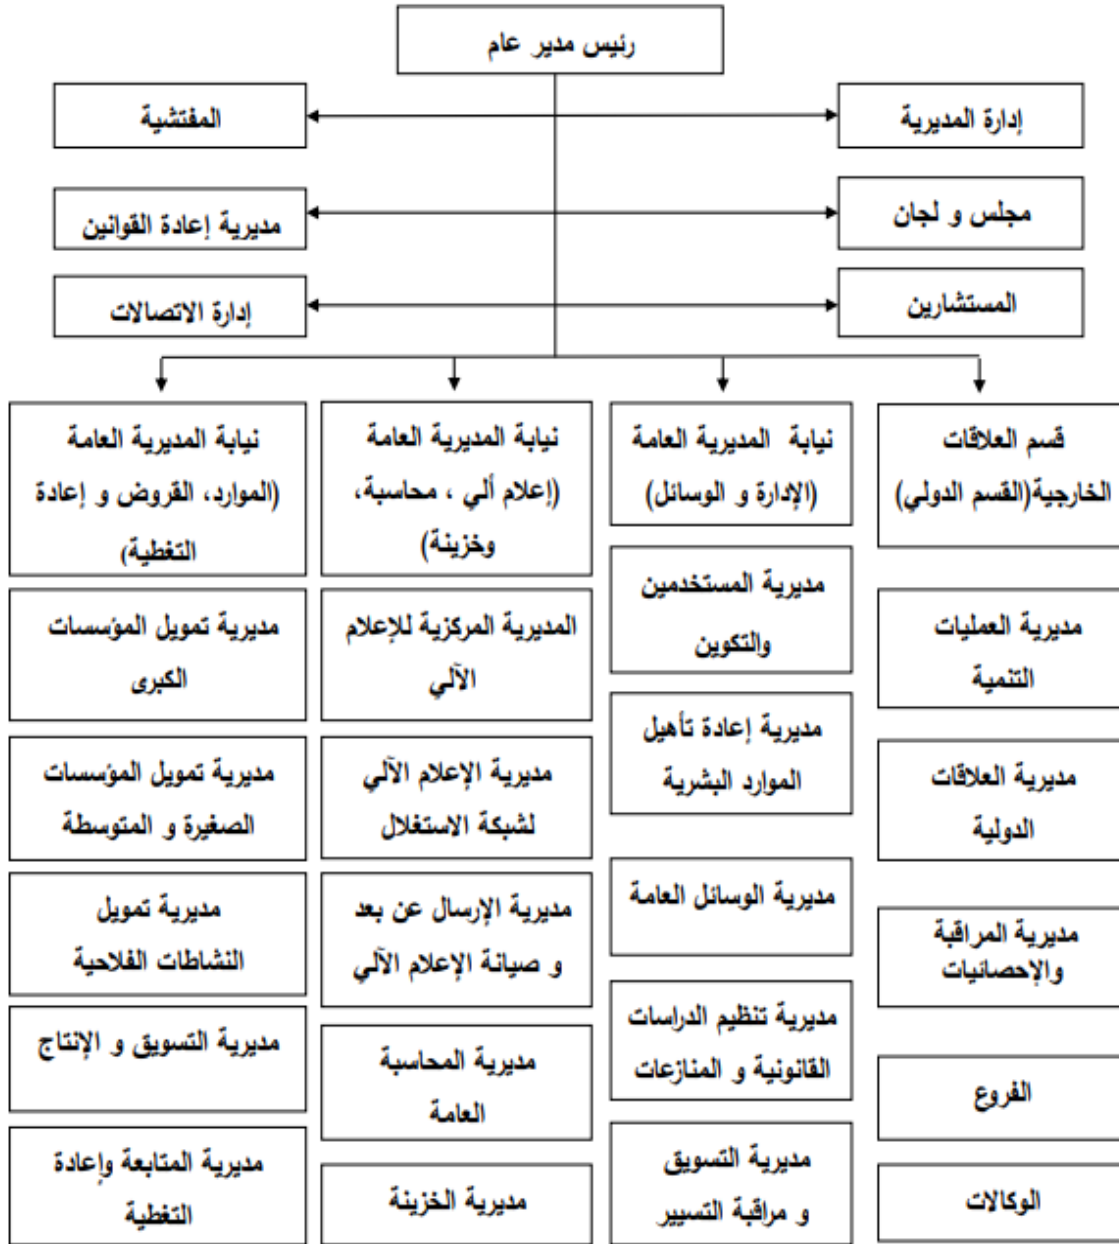 رئيس مدير عام
إدارة المديرية
المفتشية
مجلس و لجان
مديرية إعادة القوانين
المستشارين
إدارة الاتصالات
قسم العلاقات
الخارجية(القسم الدولي)
مديرية العمليات
التنمية
مديرية العلاقات
الدولية
مديرية المراقبة
والإحصائيات
الفروع
الوكالات
نيابة المديرية العامة
(الإدارة و الوسائل)
مديرية المستخدمين
والتكوين
مديرية إعادة تأهيل
الموارد البشرية
مديرية الوسائل العامة
مديرية تنظيم الدراسات
القانونية و المنازعات
مديرية التسويق
و مراقبة التسيير
نيابة المديرية العامة
(إعلام ألي ، محاسبة،
وخزينة)
المديرية المركزية للإعلام
الآلي
مديرية الإعلام الآلي
لشبكة الاستغلال
مديرية الإرسال عن بعد
و صيانة الإعلام الآلي
مديرية المحاسبة
العامة
مديرية الخزينة
نيابة المديرية العامة
(الموارد، القروض و إعادة
التغطية)
مديرية تمويل المؤسسات
الكبرى
مديرية تمويل المؤسسات
الصغيرة و المتوسطة
مديرية تمويل
النشاطات الفلاحية
مديرية التسويق و الإنتاج
مديرية المتابعة وإعادة
التغطية